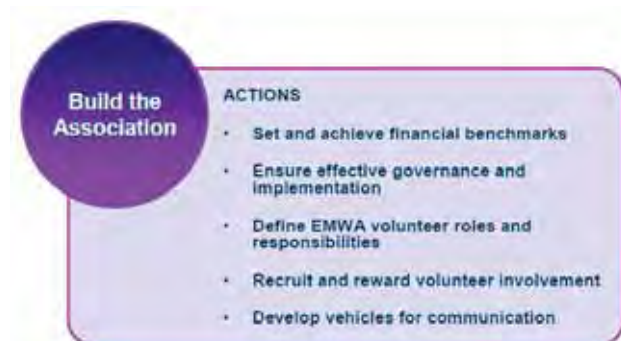 Build the
Association
ACTIONS
• Set and achieve financial benchmarks
• Ensure effective governance and
implementation
• Define EMWA volunteer roles and
responsibilities
• Recruit and reward volunteer involvement
• Develop vehicles for communication